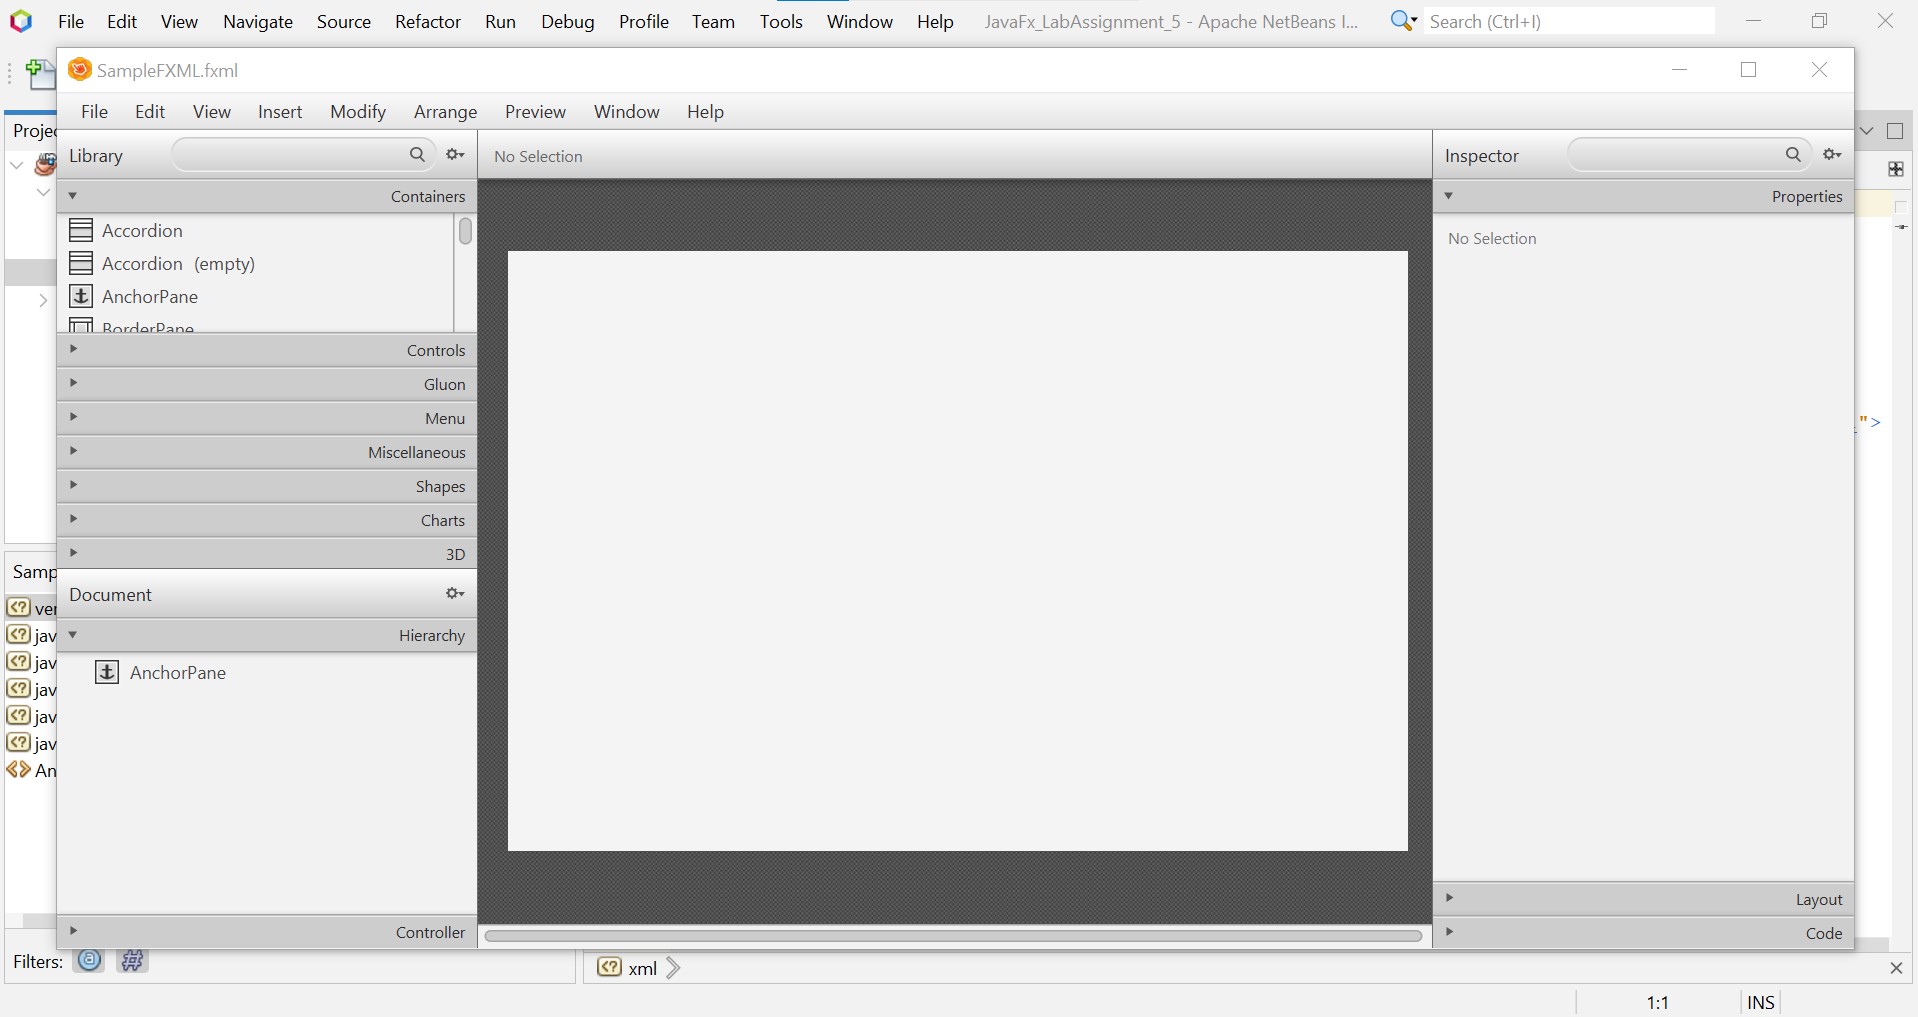 File Edit View Navigate Source Refactor Run Debug Profile Team Tools Window Help JavaFx_LabAssignment_5 - Apache NetBeans I... Search (Ctrl+I)
SampleFXML.fxml
File Edit View Insert Modify Arrange Preview Window Help
Projec
Library
No Selection
Inspector
Containers
Properties
Accordion
Accordion (empty)
AnchorPane
BorderPane
No Selection
Controls
Gluon
Menu
Miscellaneous
Shapes
Charts
3D
">
Samp
Document
ver
Hierarchy
jav
jav
jav
jav
jav
An
AnchorPane
Layout
Controller
Code
Filters:
xml
1:1 INS